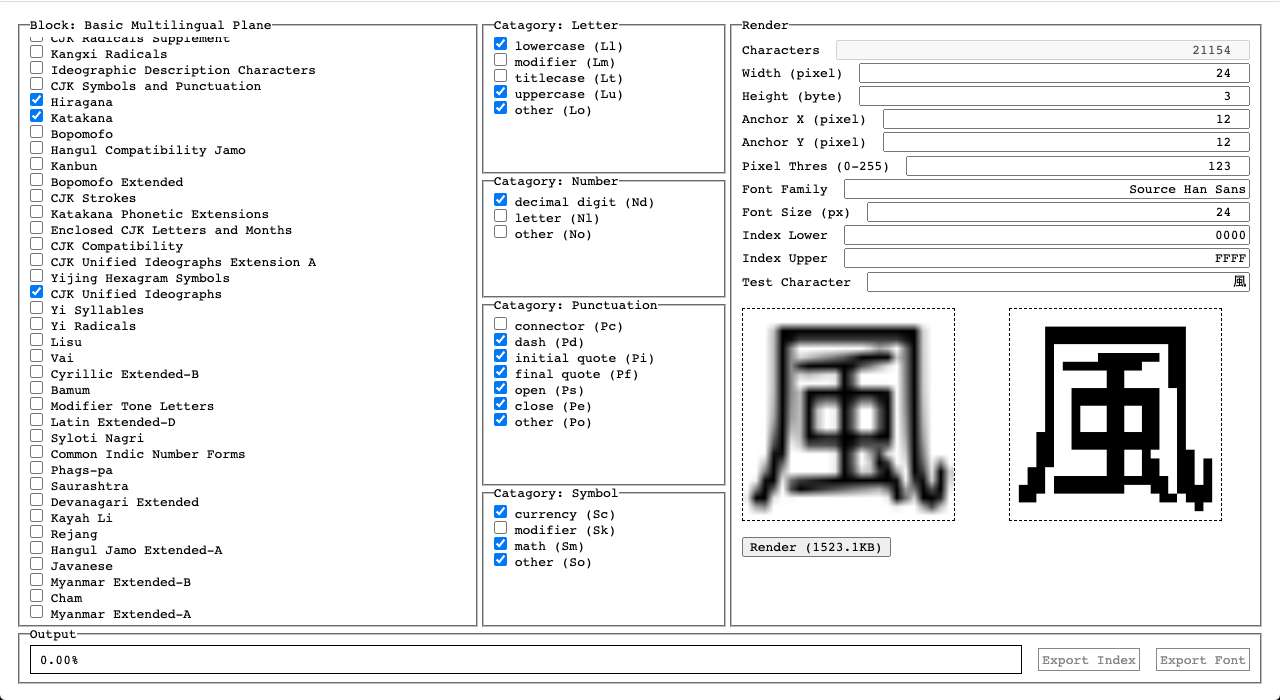 Block: Basic Multilingual Plane
CJK Radicals Supplement
Kangxi Radicals
Ideographic Description Characters
CJK Symbols and Punctuation
Hiragana
Katakana
Bopomofo
Hangul Compatibility Jamo
Kanbun
Bopomofo Extended
CJK Strokes
Katakana Phonetic Extensions
Enclosed CJK Letters and Months
CJK Compatibility
CJK Unified Ideographs Extension A
Yijing Hexagram Symbols
CJK Unified Ideographs
Yi Syllables
Yi Radicals
Lisu
Vai
Cyrillic Extended-B
Bamum
Modifier Tone Letters
Latin Extended-D
Syloti Nagri
Common Indic Number Forms
Phags-pa
Saurashtra
Devanagari Extended
Kayah Li
Rejang
Hangul Jamo Extended-A
Javanese
Myanmar Extended-B
Cham
Myanmar Extended-A
Catagory: Letter
lowercase (Ll)
modifier (Lm)
titlecase (Lt)
uppercase (Lu)
other (Lo)
Catagory: Number
decimal digit (Nd)
letter (Nl)
other (No)
Catagory: Punctuation
connector (Pc)
dash (Pd)
initial quote (Pi)
final quote (Pf)
open (Ps)
close (Pe)
other (Po)
Catagory: Symbol
currency (Sc)
modifier (Sk)
math (Sm)
other (So)
Render
Characters 21154
Width (pixel) 24
Height (byte) 3
Anchor X (pixel) 12
Anchor Y (pixel) 12
Pixel Thres (0-255) 123
Font Family Source Han Sans
Font Size (px) 24
Index Lower 0000
Index Upper FFFF
Test Character 風
風 風
Render (1523.1KB)
Output
0.00%
Export Index Export Font